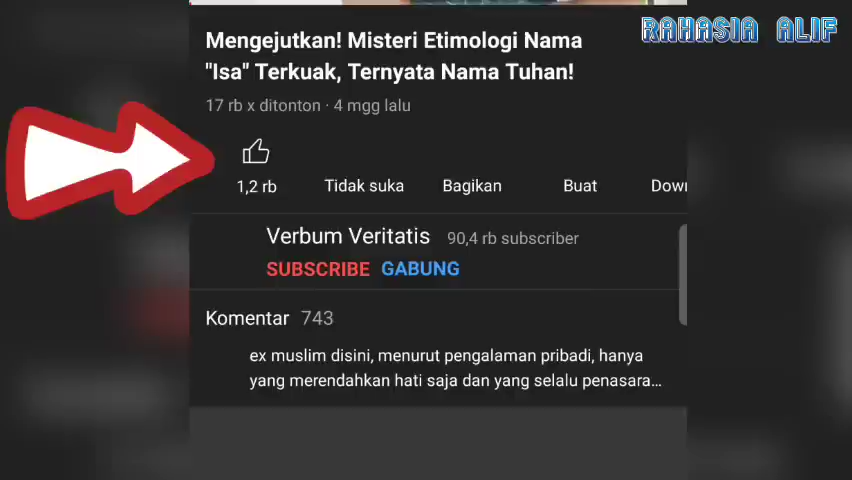 RAHASIA ALIF
Mengejutkan! Misteri Etimologi Nama
"Isa" Terkuak, Ternyata Nama Tuhan!
17 rb x ditonton · 4 mgg lalu
1,2 rb Tidak suka Bagikan Buat Down
Verbum Veritatis 90,4 rb subscriber
SUBSCRIBE GABUNG
Komentar 743
ex muslim disini, menurut pengalaman pribadi, hanya
yang merendahkan hati saja dan yang selalu penasara...